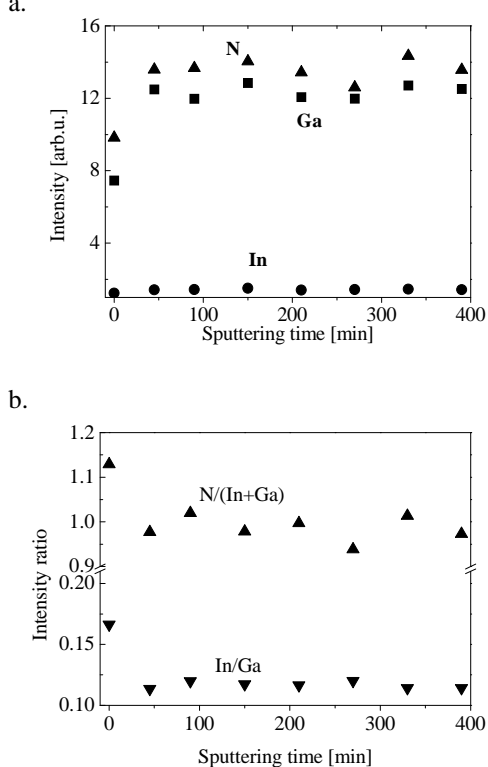 a.
16
N
12
Ga
8
4
In
0 100 200 300 400
Sputtering time [min]
Intensity [arb.u.]
b.
1.2
1.1
N/(In+Ga)
1.0
0.9
0.20
0.15
In/Ga
0.10
0 100 200 300 400
Sputtering time [min]
Intensity ratio